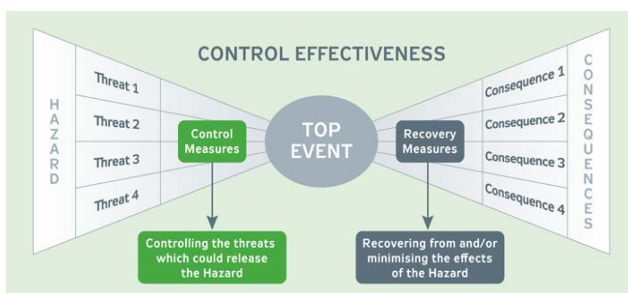 CONTROL EFFECTIVENESS
HAZARD
Threat 1
Threat 2
Threat 3
Threat 4
Control
Measures
TOP
EVENT
Recovery
Measures
Consequence 1
Consequence 2
Consequence 3
Consequence 4
CONSEQUENCES
Controlling the threats
which could release
the Hazard
Recovering from and/or
minimising the effects
of the Hazard